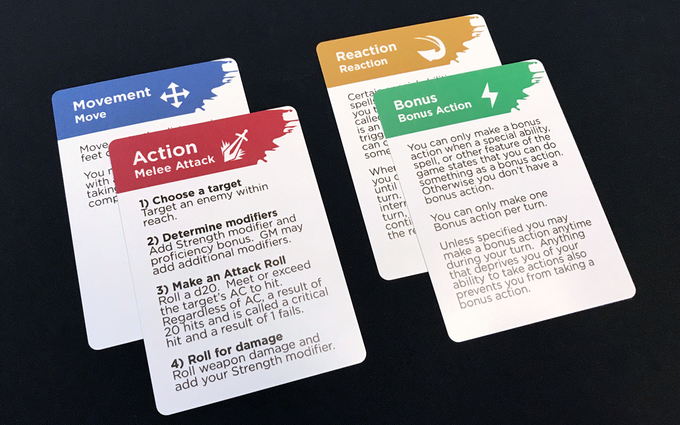 Movement
Move
Move
feet
You
with
taking
comp
Action
Melee Attack
1) Choose a target
Target an enemy within
reach.
2) Determine modifiers
Add Strength modifier and
proficiency bonus. GM may
add additional modifiers.
3) Make an Attack Roll
Roll a d20. Meet or exceed
the target's AC to hit.
Regardless of AC, a result of
20 hits and is called a critical
hit and a result of 1 fails.
4) Roll for damage
Roll weapon damage and
add your Strength modifier.
Reaction
Reaction
Certain
spells
you t
called
is an
trigg
can o
some
Whe
you c
until
turn.
inter
turn,
conti
the re
Bonus
Bonus Action
You can only make a bonus
action when a special ability,
spell, or other feature of the
game states that you can do
something as a bonus action.
Otherwise you don't have a
bonus action.
You can only make one
Bonus action per turn.
Unless specified you may
make a bonus action anytime
during your turn. Anything
that deprives you of your
ability to take actions also
prevents you from taking a
bonus action.